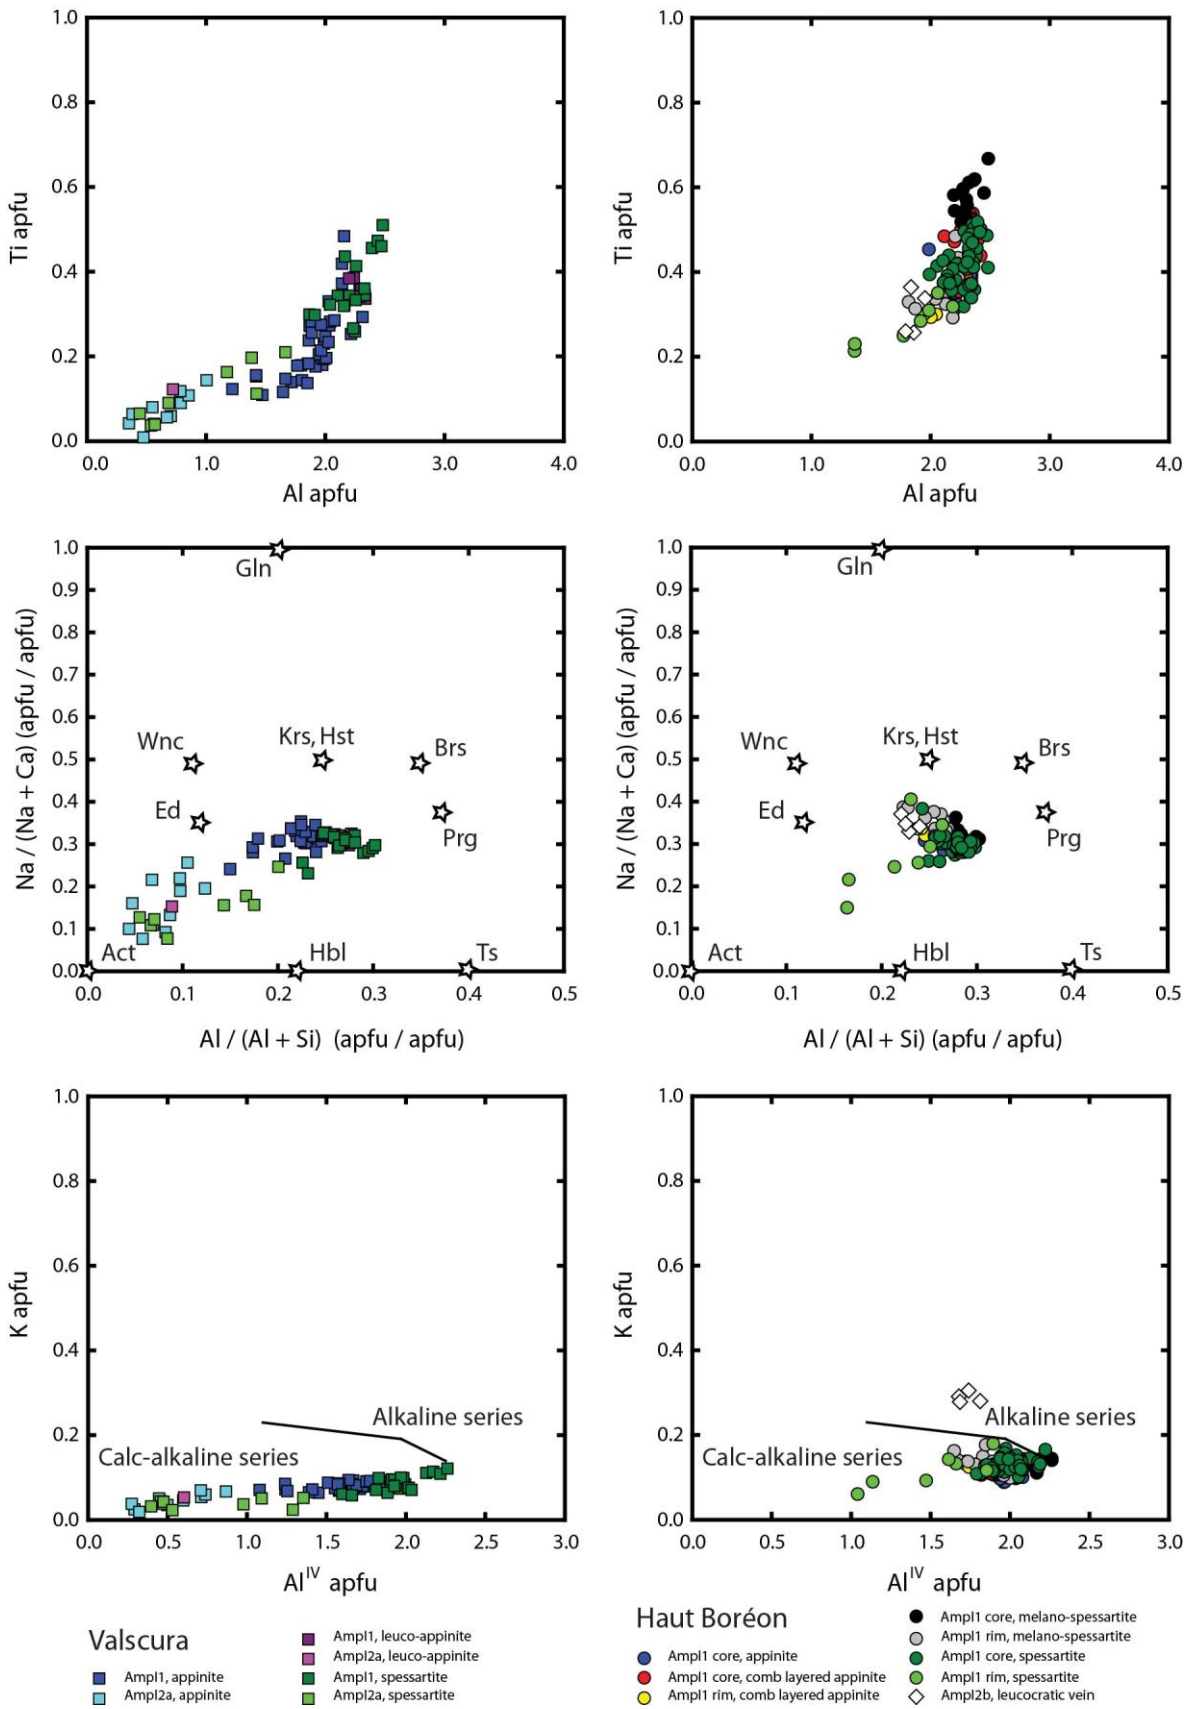 1.0
0.8
0.6
0.4
0.2
0.0
Ti apfu
0.0 1.0 2.0 3.0 4.0
Al apfu
1.0
0.8
0.6
0.4
0.2
0.0
Ti apfu
0.0 1.0 2.0 3.0 4.0
Al apfu
1.0
0.9
0.8
0.7
0.6
0.5
0.4
0.3
0.2
0.1
0.0
Na / (Na + Ca) (apfu / apfu)
Gln
Wnc
Krs, Hst
Brs
Ed
Prg
Act
Hbl
Ts
0.0 0.1 0.2 0.3 0.4 0.5
Al / (Al + Si) (apfu / apfu)
1.0
0.9
0.8
0.7
0.6
0.5
0.4
0.3
0.2
0.1
0.0
Na / (Na + Ca) (apfu / apfu)
Gln
Wnc
Krs, Hst
Brs
Ed
Prg
Act
Hbl
Ts
0.0 0.1 0.2 0.3 0.4 0.5
Al / (Al + Si) (apfu / apfu)
1.0
0.8
0.6
0.4
0.2
0.0
K apfu
Alkaline series
Calc-alkaline series
0.0 0.5 1.0 1.5 2.0 2.5 3.0
Al^IV apfu
1.0
0.8
0.6
0.4
0.2
0.0
K apfu
Alkaline series
Calc-alkaline series
0.0 0.5 1.0 1.5 2.0 2.5 3.0
Al^IV apfu
Valscura
Ampl1, appinite
Ampl2a, appinite
Ampl1, leuco-appinite
Ampl2a, leuco-appinite
Ampl1, spessartite
Ampl2a, spessartite
Haut Boréon
Ampl1 core, appinite
Ampl1 core, comb layered appinite
Ampl1 rim, comb layered appinite
Ampl1 core, melano-spessartite
Ampl1 rim, melano-spessartite
Ampl1 core, spessartite
Ampl1 rim, spessartite
Ampl2b, leucocratic vein